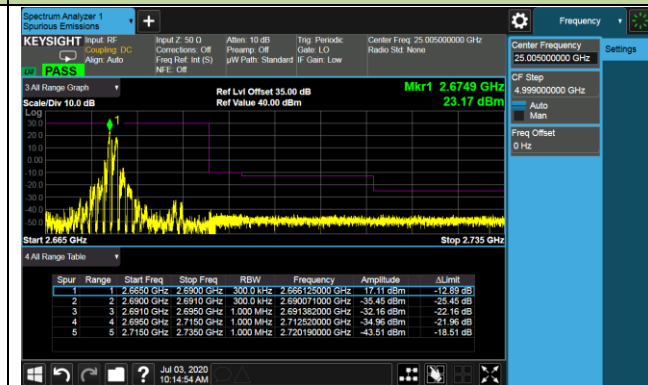 Spectrum Analyzer 1
Spurious Emissions
+
Frequency
KEYSIGHT Input: RF Input Z: 50 Ω Atten: 10 dB Trig: Periodic Center Freq: 25.005000000 GHz
Coupling: DC Corrections: Off Preamp: Off Gate: LO Radio Std: None
Align: Auto Freq Ref: Int (S) µW Path: Standard IF Gain: Low
NFE: Off
PASS
Center Frequency
25.005000000 GHz
Settings
CF Step
4.999000000 GHz
Auto
Man
Freq Offset
0 Hz
3 All Range Graph
Ref Lvl Offset 35.00 dB Mkr1 2.6749 GHz
Scale/Div 10.0 dB Ref Value 40.00 dBm 23.17 dBm
Log
30.0
20.0
10.0
0.00
-10.0
-20.0
-30.0
-40.0
-50.0
1
Start 2.665 GHz Stop 2.735 GHz
4 All Range Table
Spur Range Start Freq Stop Freq RBW Frequency Amplitude ΔLimit
1 1 2.6650 GHz 2.6900 GHz 300.0 kHz 2.666125000 GHz 17.11 dBm -12.89 dB
2 2 2.6900 GHz 2.6910 GHz 300.0 kHz 2.690071000 GHz -35.45 dBm -25.45 dB
3 3 2.6910 GHz 2.6950 GHz 1.000 MHz 2.691382000 GHz -32.16 dBm -22.16 dB
4 4 2.6950 GHz 2.7150 GHz 1.000 MHz 2.712520000 GHz -34.96 dBm -21.96 dB
5 5 2.7150 GHz 2.7350 GHz 1.000 MHz 2.720190000 GHz -43.51 dBm -18.51 dB
? Jul 03, 2020
10:14:54 AM